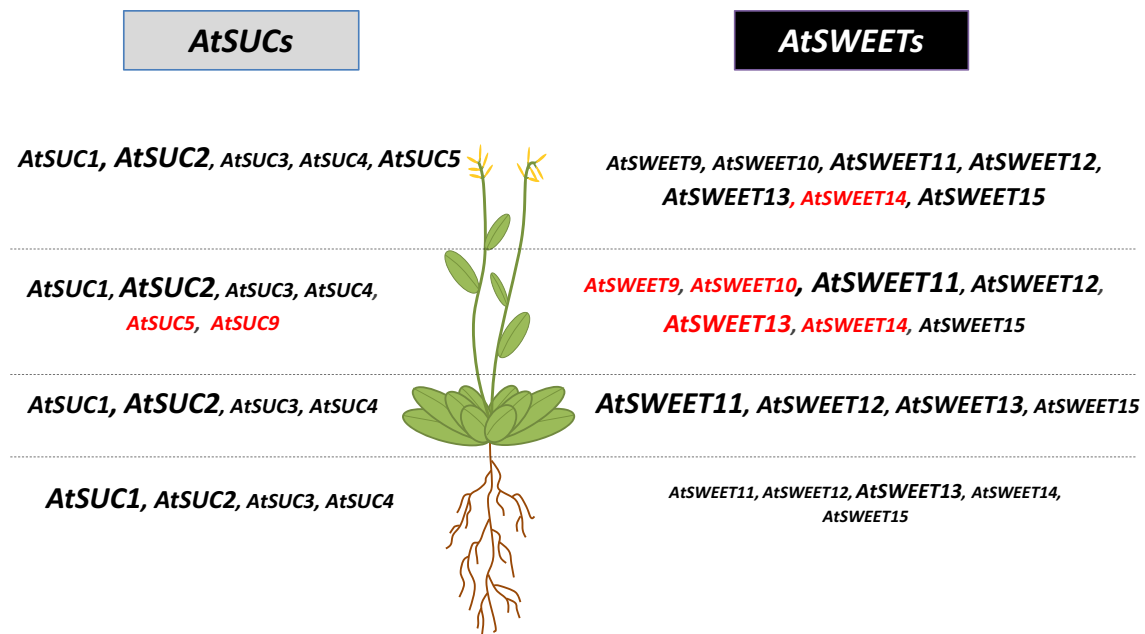 AtSUCs
AtSWEETs
AtSUC1, AtSUC2, AtSUC3, AtSUC4, AtSUC5
AtSWEET9, AtSWEET10, AtSWEET11, AtSWEET12,
AtSWEET13, AtSWEET14, AtSWEET15
AtSUC1, AtSUC2, AtSUC3, AtSUC4,
AtSUC5, AtSUC9
AtSWEET9, AtSWEET10, AtSWEET11, AtSWEET12,
AtSWEET13, AtSWEET14, AtSWEET15
AtSUC1, AtSUC2, AtSUC3, AtSUC4
AtSWEET11, AtSWEET12, AtSWEET13, AtSWEET15
AtSUC1, AtSUC2, AtSUC3, AtSUC4
AtSWEET11, AtSWEET12, AtSWEET13, AtSWEET14,
AtSWEET15